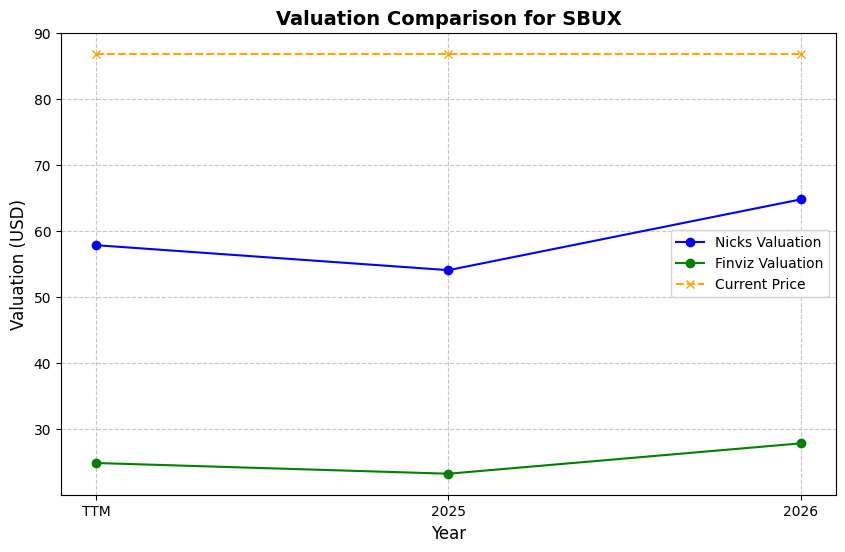 Valuation Comparison for SBUX
Valuation (USD)
90
80
70
60
50
40
30
Nicks Valuation
Finviz Valuation
Current Price
TTM
2025
2026
Year